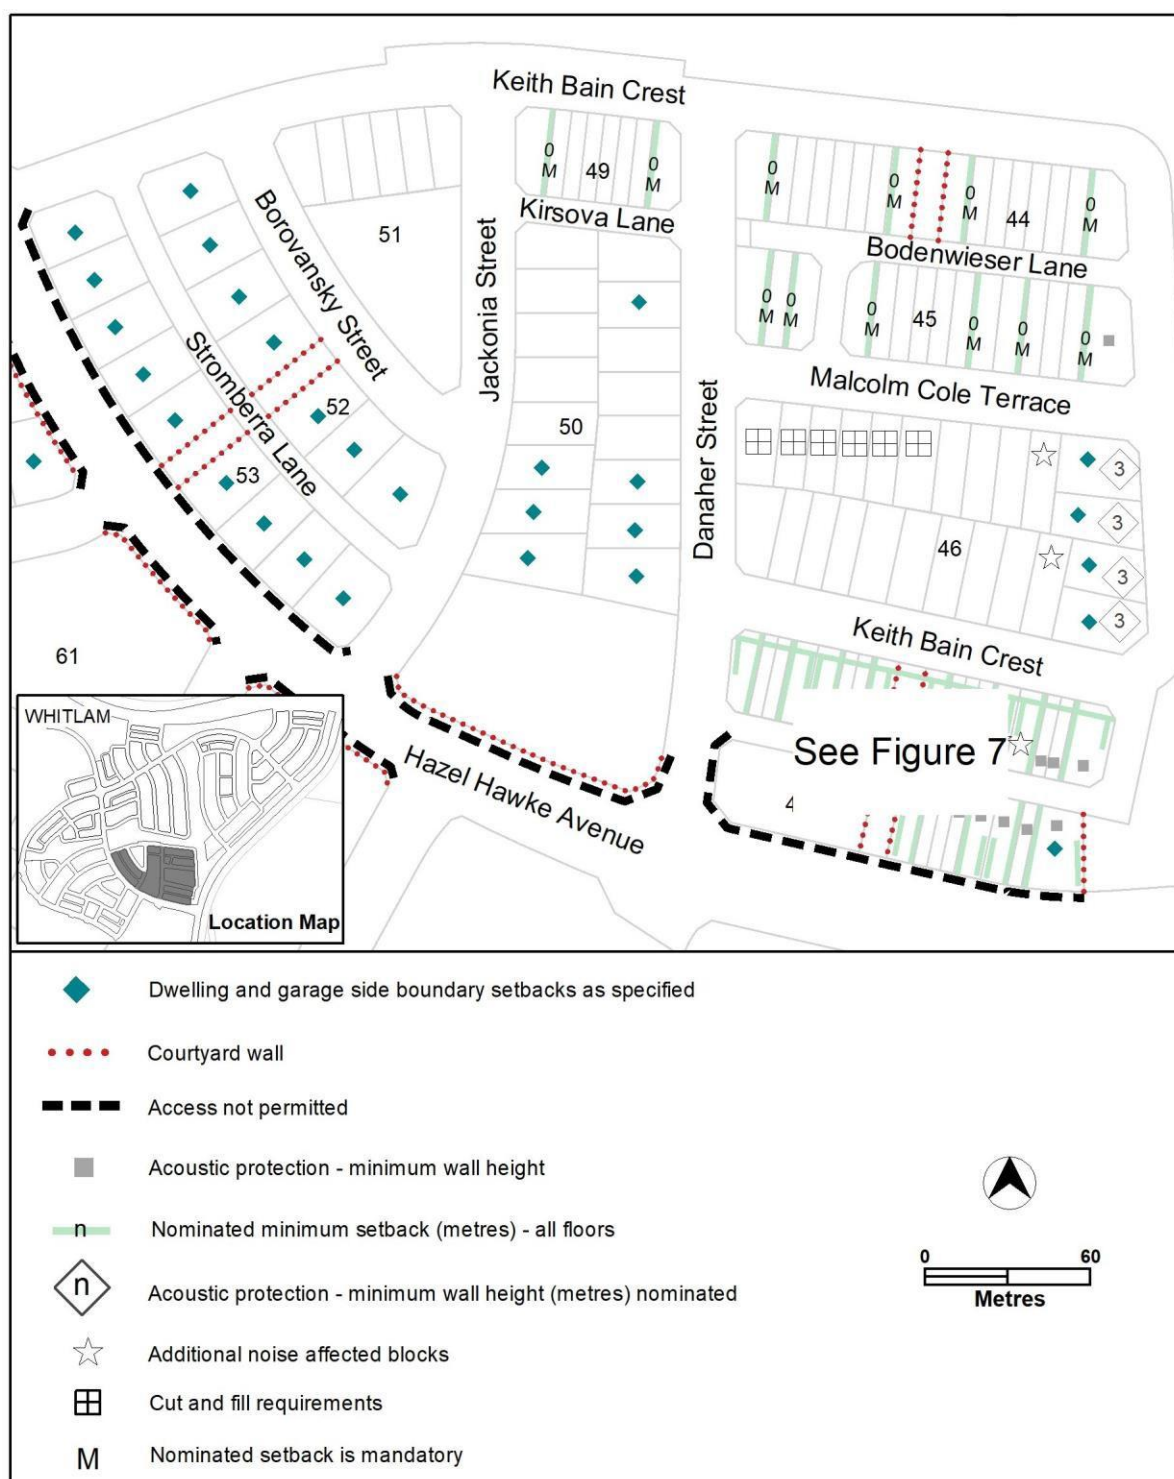 Keith Bain Crest
0
M
49
0
M
Kirsova Lane
0
M
0
M
0
M
44
0
M
Bodenwieser Lane
Borovansky Street
51
Jackonia Street
0
M
0
M
0
M
45
0
M
0
M
0
M
Malcolm Cole Terrace
Stromberra Lane
52
53
50
Danaher Street
3
3
46
3
3
Keith Bain Crest
61
See Figure 7
Hazel Hawke Avenue
WHITLAM
Location Map
Dwelling and garage side boundary setbacks as specified
Courtyard wall
Access not permitted
Acoustic protection - minimum wall height
n
Nominated minimum setback (metres) - all floors
n
Acoustic protection - minimum wall height (metres) nominated
Additional noise affected blocks
Cut and fill requirements
M
Nominated setback is mandatory
0 60
Metres